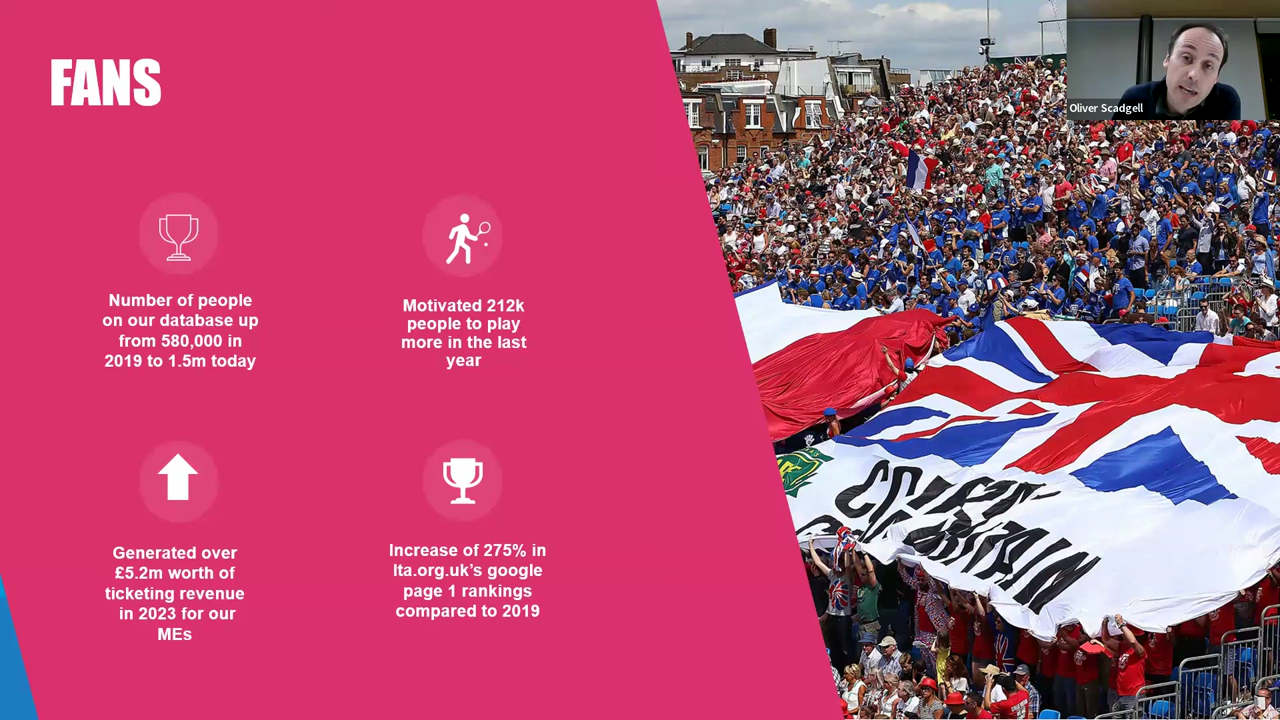 FANS
Oliver Scadgell
Number of people
on our database up
from 580,000 in
2019 to 1.5m today
Motivated 212k
people to play
more in the last
year
Generated over
£5.2m worth of
ticketing revenue
in 2023 for our
MEs
Increase of 275% in
lta.org.uk's google
page 1 rankings
compared to 2019